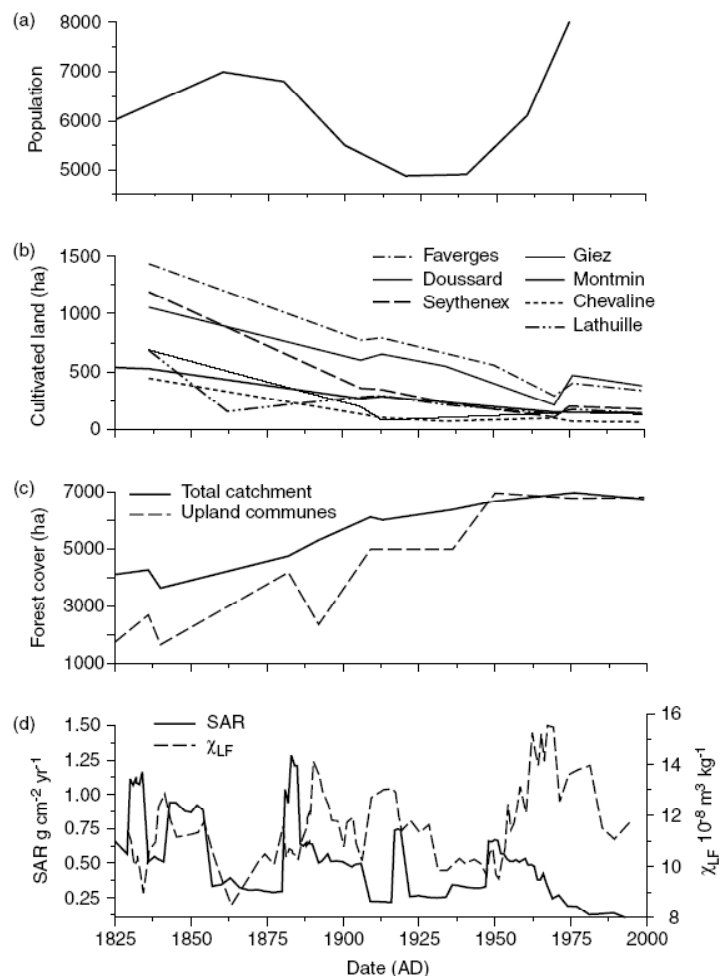 (a)
8000
7000
6000
5000
Population
(b)
1500
1000
500
0
Cultivated land (ha)
Faverges
Doussard
Seythenex
Giez
Montmin
Chevaline
Lathuille
(c)
7000
5000
3000
1000
Forest cover (ha)
Total catchment
Upland communes
(d)
1.50
1.25
1.00
0.75
0.50
0.25
SAR g cm⁻² yr⁻¹
SAR
χLF
16
14
12
10
8
χLF 10⁻⁸ m³ kg⁻¹
1825 1850 1875 1900 1925 1950 1975 2000
Date (AD)